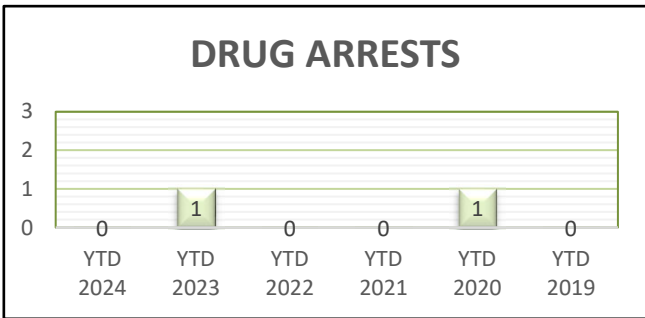 DRUG ARRESTS
3
2
1
0
0 1 0 0 1 0
YTD YTD YTD YTD YTD YTD
2024 2023 2022 2021 2020 2019